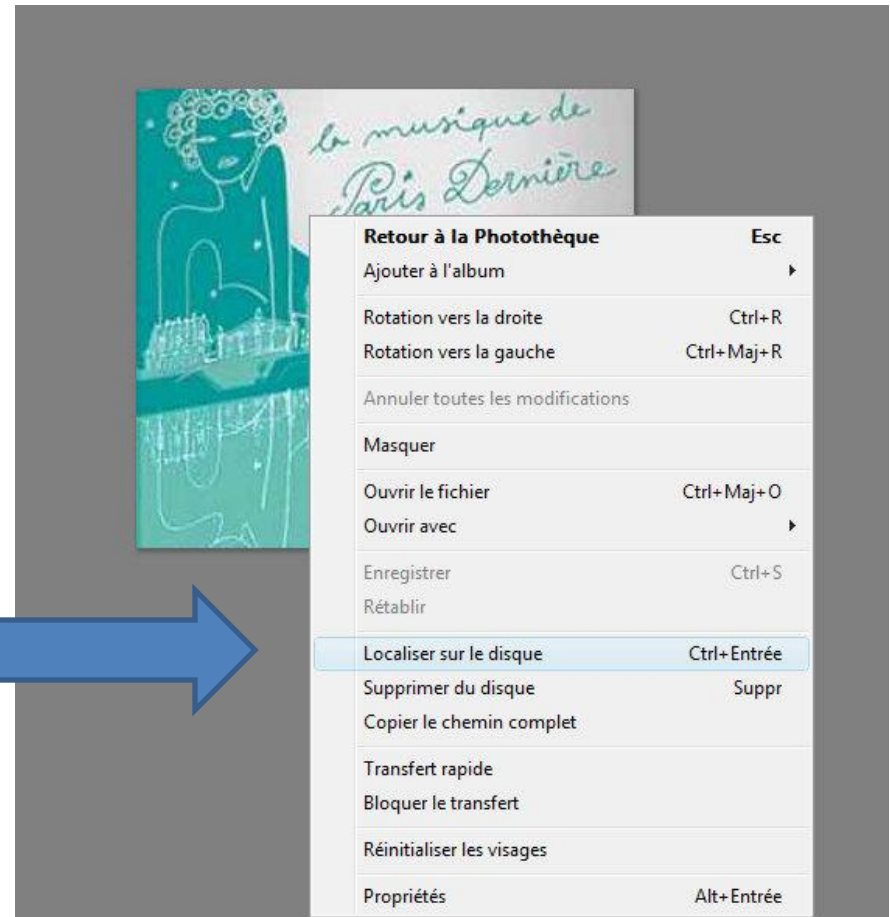 la musique de
Paris Dernière
Retour à la Photothèque Esc
Ajouter à l'album
Rotation vers la droite Ctrl+R
Rotation vers la gauche Ctrl+Maj+R
Annuler toutes les modifications
Masquer
Ouvrir le fichier Ctrl+Maj+O
Ouvrir avec
Enregistrer Ctrl+S
Rétablir
Localiser sur le disque Ctrl+Entrée
Supprimer du disque Suppr
Copier le chemin complet
Transfert rapide
Bloquer le transfert
Réinitialiser les visages
Propriétés Alt+Entrée